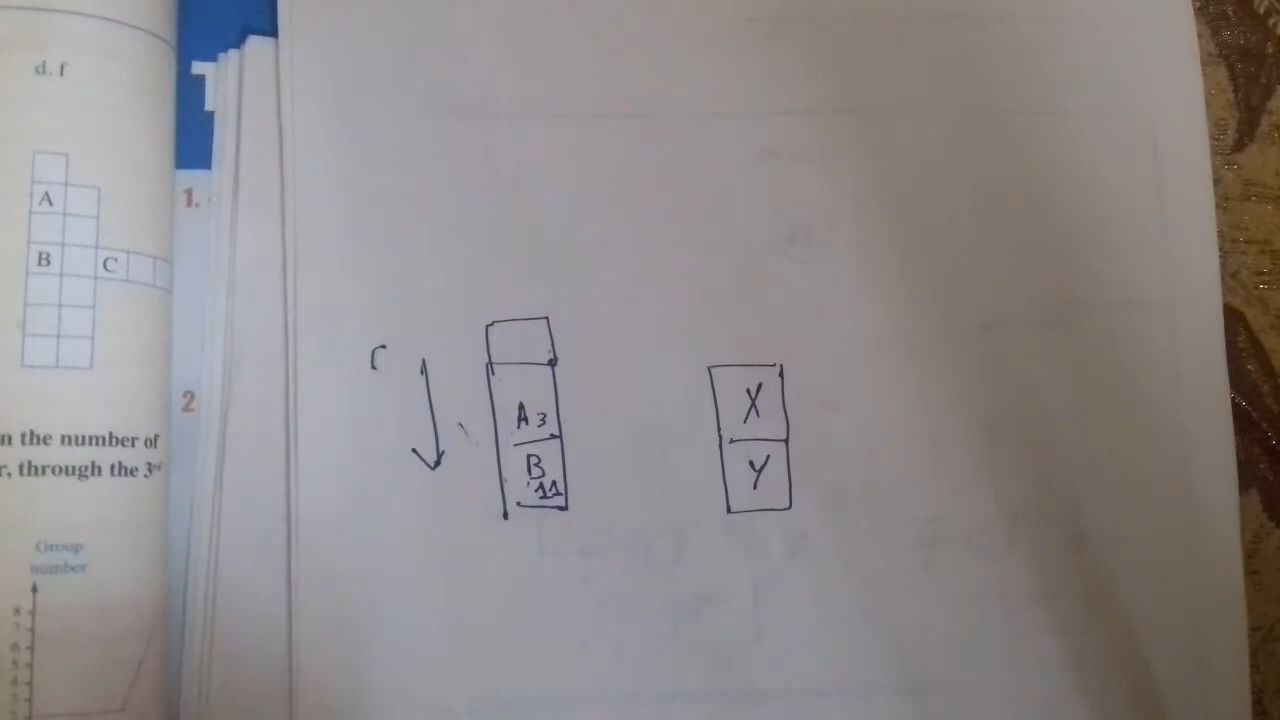 d. f
T
A
1.
B
C
2
n the number of
r, through the 3rd
Group
number
A 3
B
11
X
Y